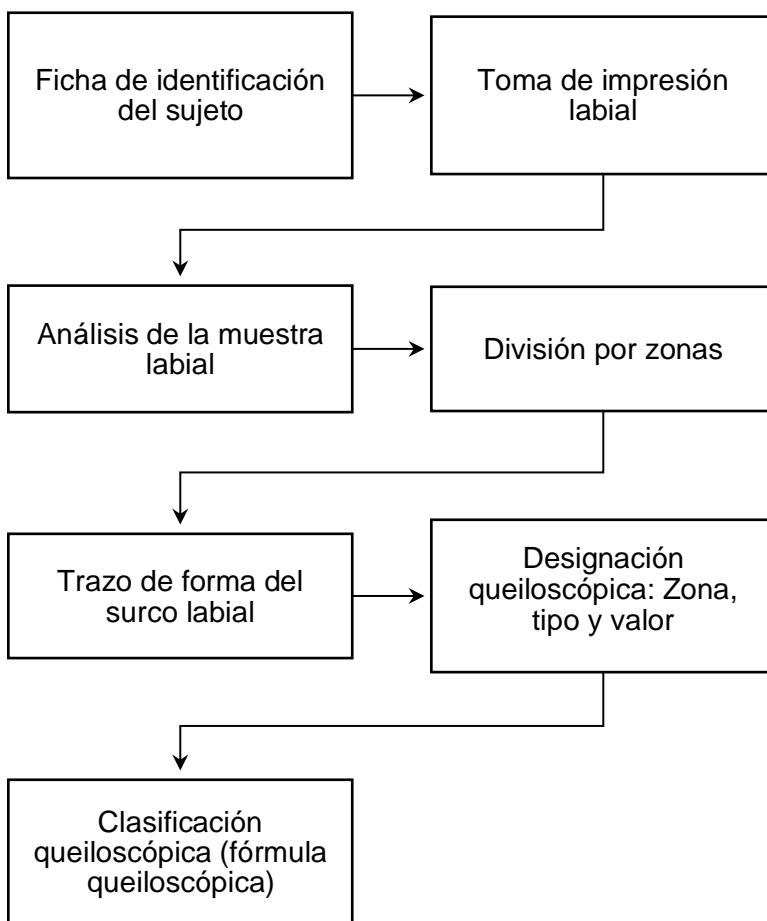 Ficha de identificación
del sujeto
Toma de impresión
labial
Análisis de la muestra
labial
División por zonas
Trazo de forma del
surco labial
Designación
queiloscópica: Zona,
tipo y valor
Clasificación
queiloscópica (fórmula
queiloscópica)